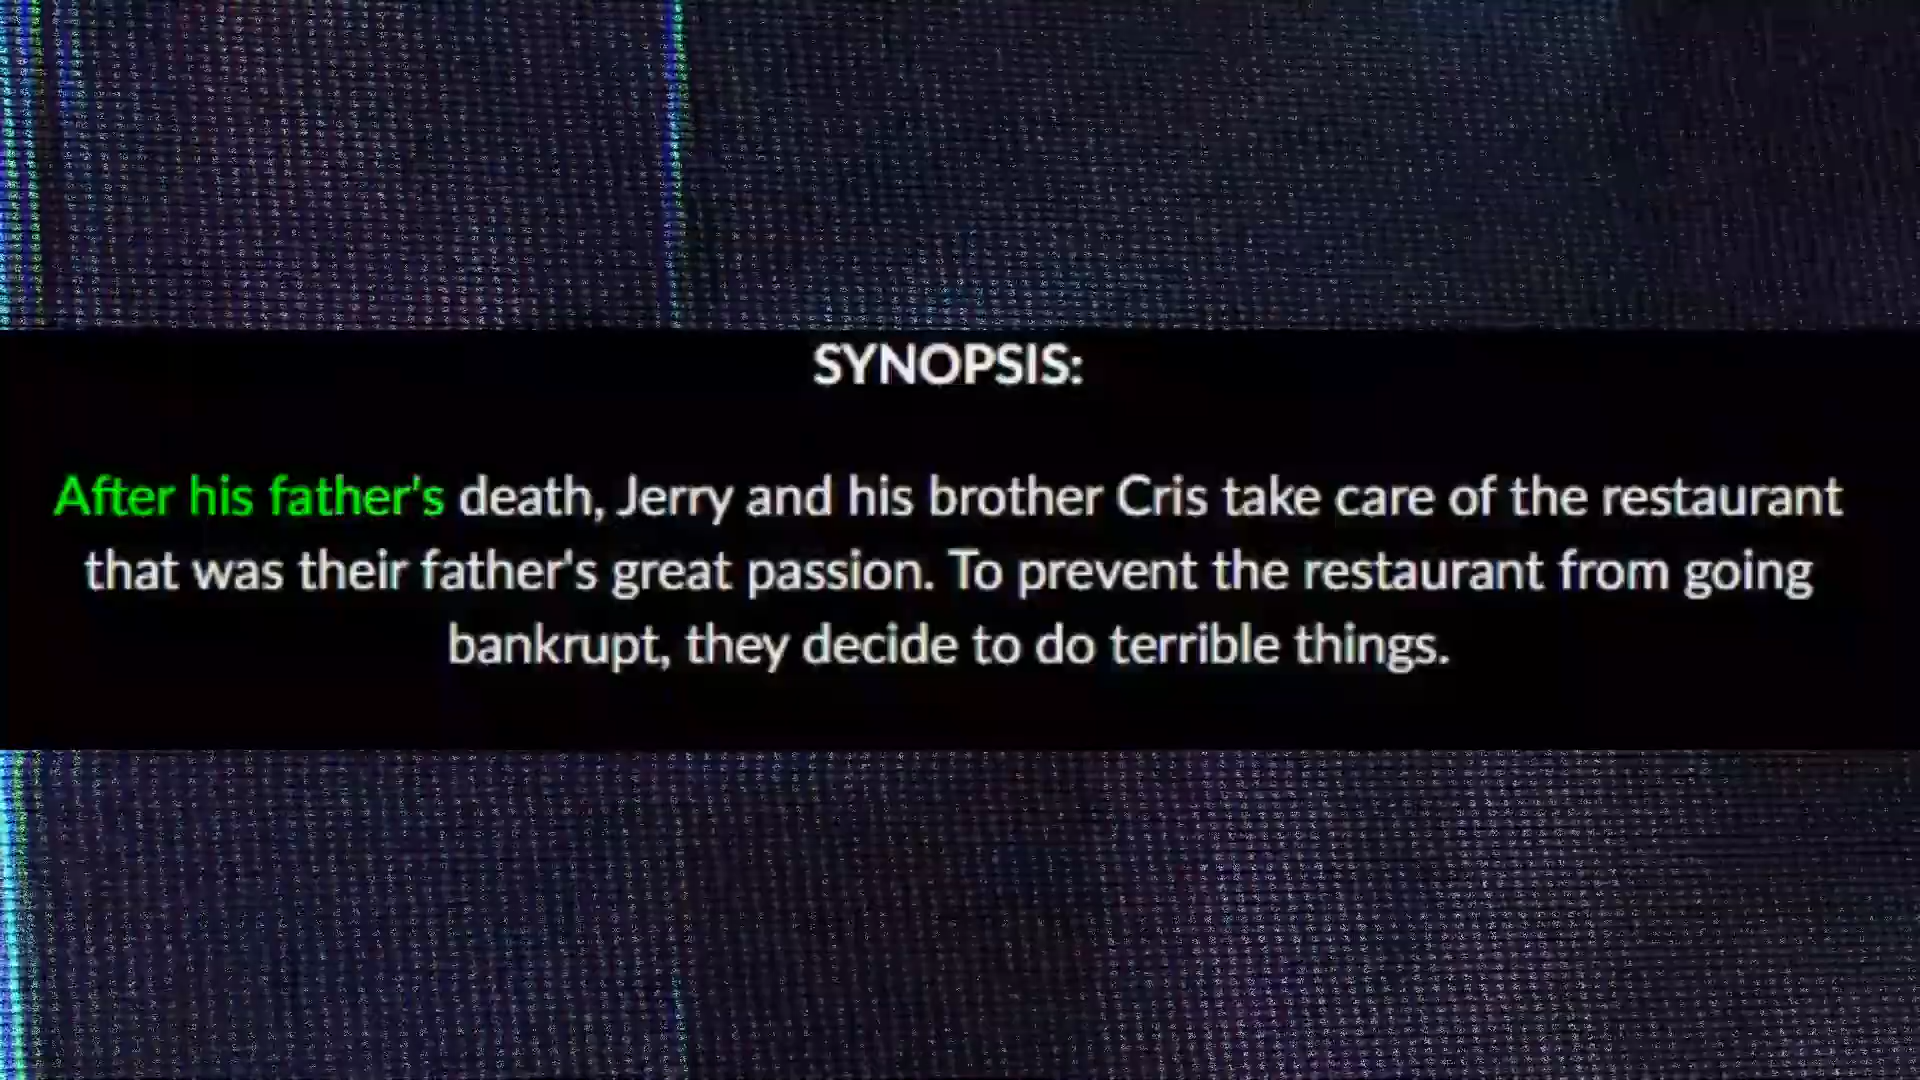 SYNOPSIS:
After his father's death, Jerry and his brother Cris take care of the restaurant
that was their father's great passion. To prevent the restaurant from going
bankrupt, they decide to do terrible things.